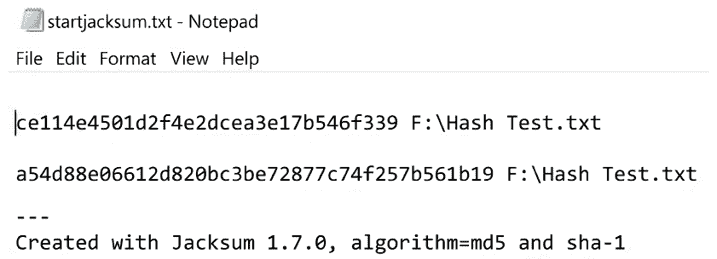 startjacksum.txt - Notepad
File Edit Format View Help
ce114e4501d2f4e2dcea3e17b546f339 F:\Hash Test.txt
a54d88e06612d820bc3be72877c74f257b561b19 F:\Hash Test.txt
---
Created with Jacksum 1.7.0, algorithm=md5 and sha-1